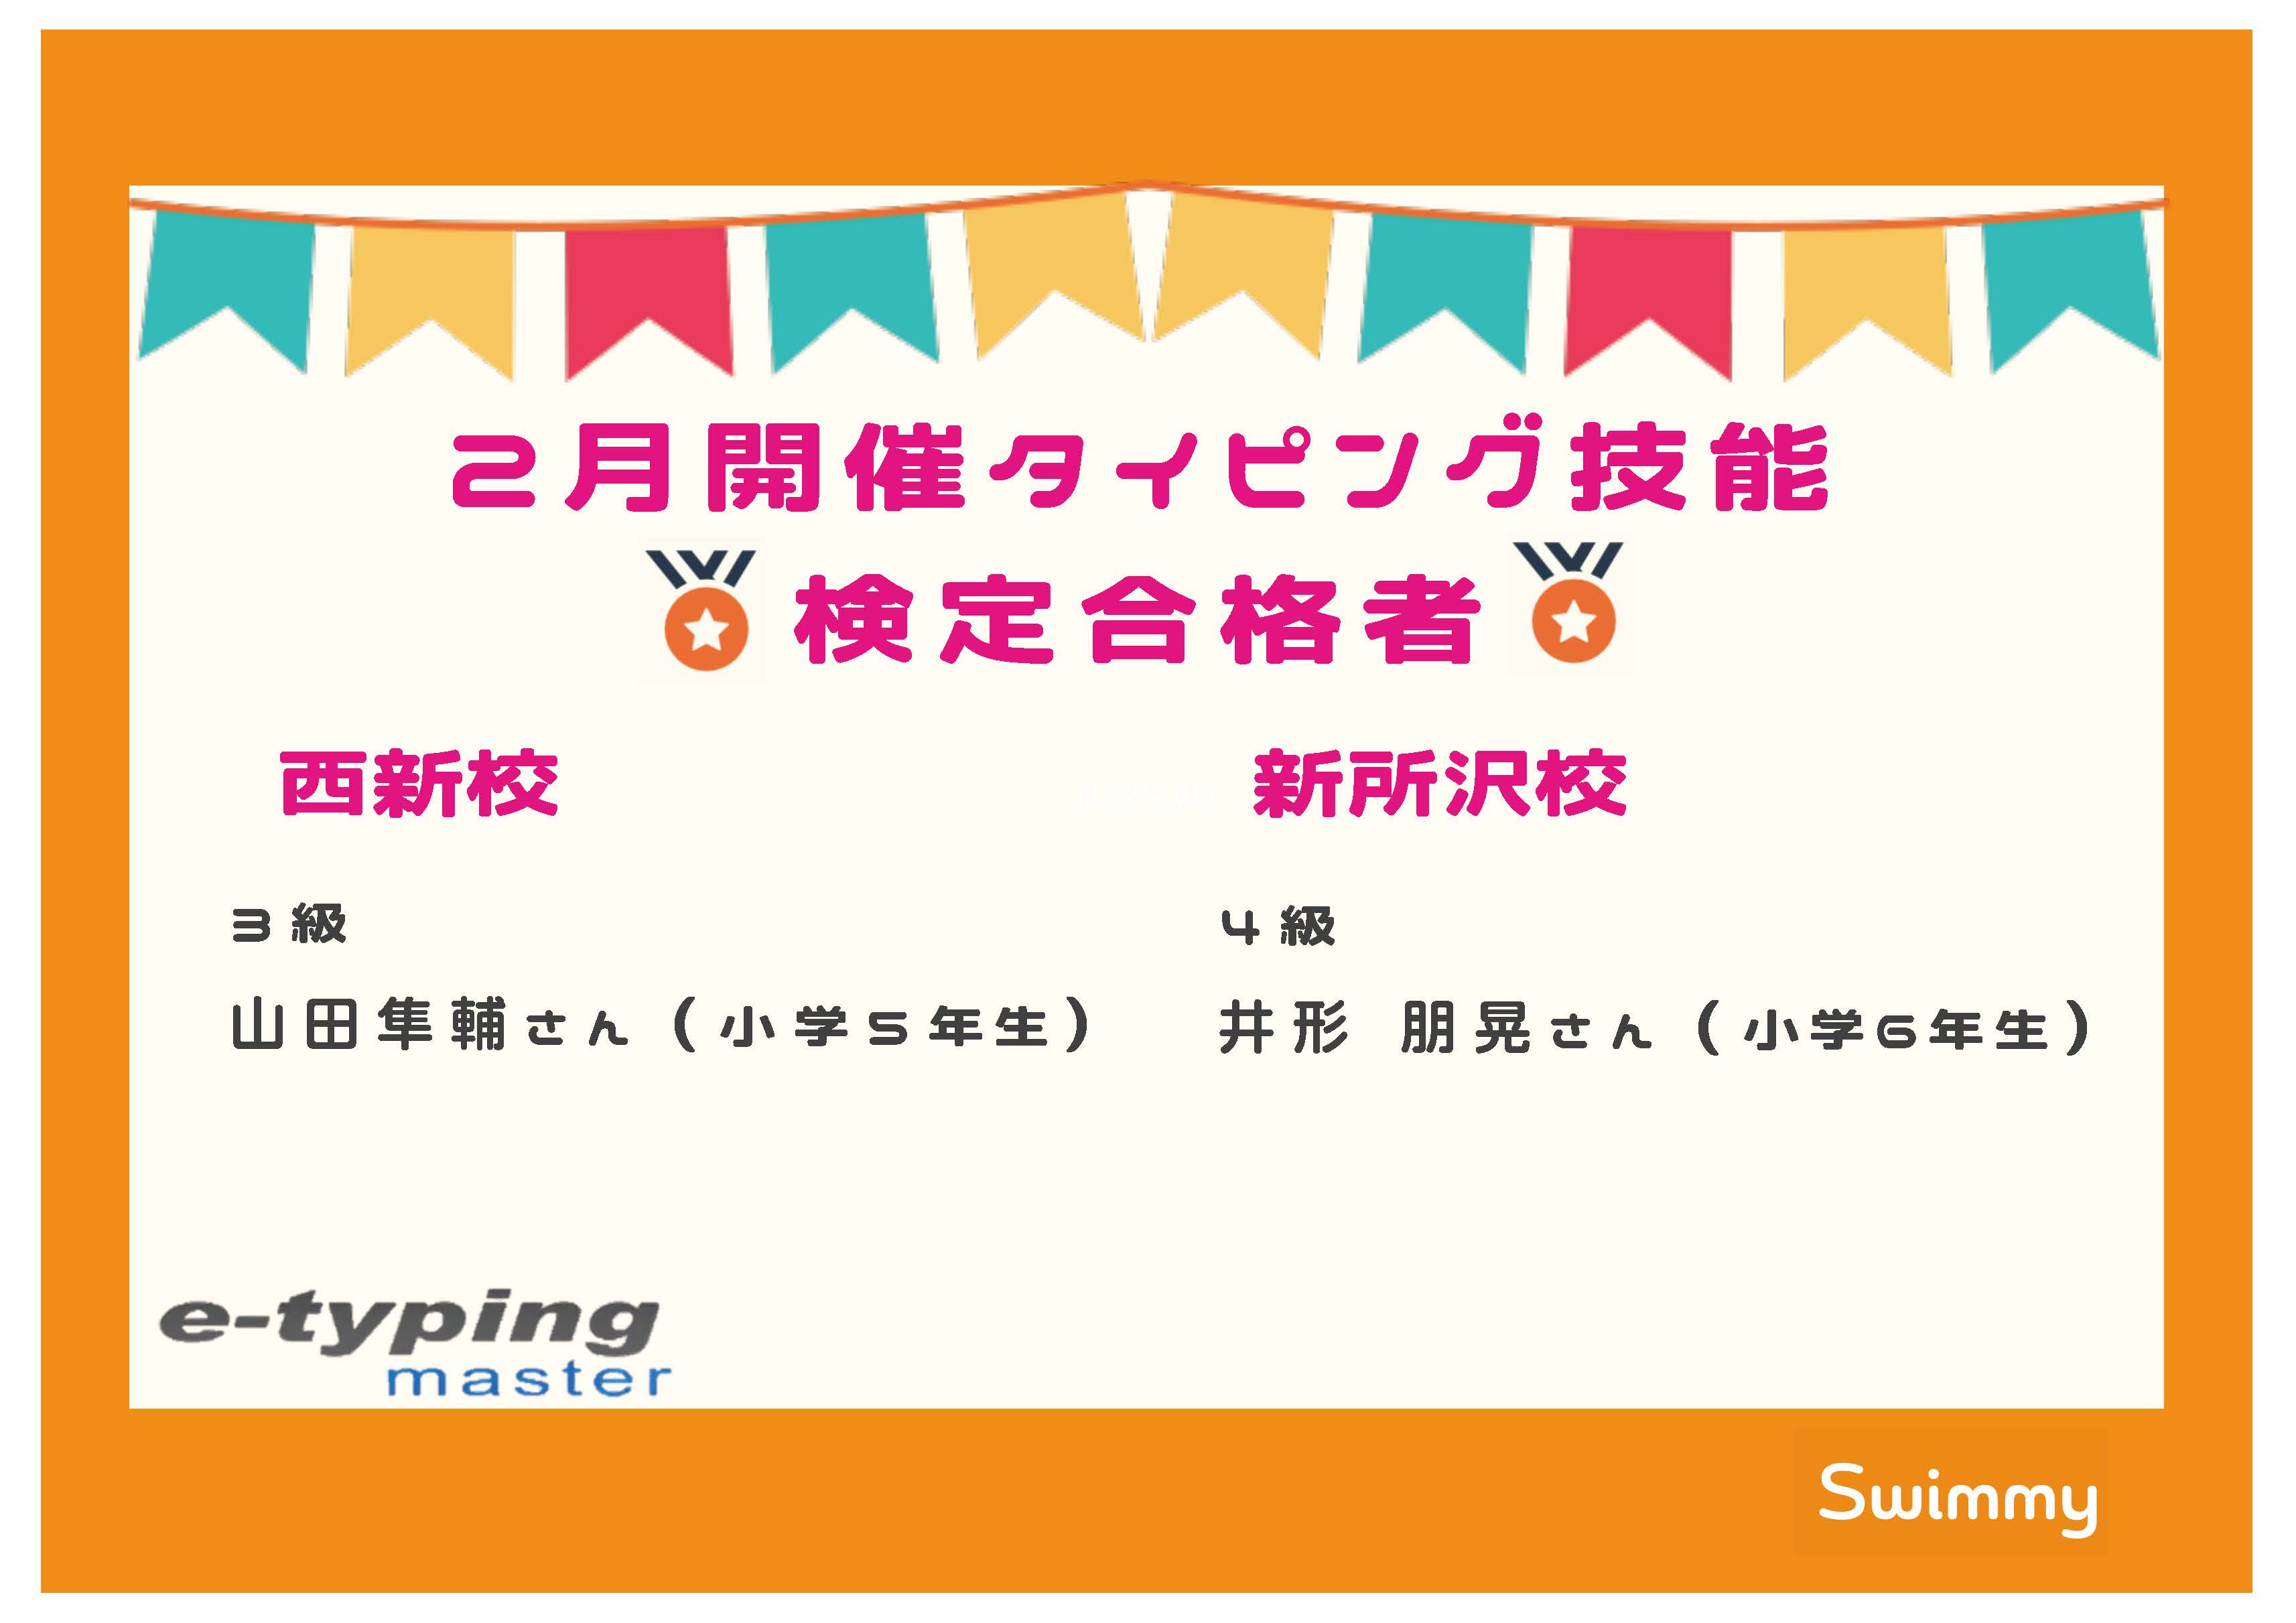 2月開催タイピング技能
検定合格者
西新校
3級
山田隼輔さん（小学5年生）
新所沢校
4級
井形 朋晃さん（小学6年生）
e-typing
master
Swimmy